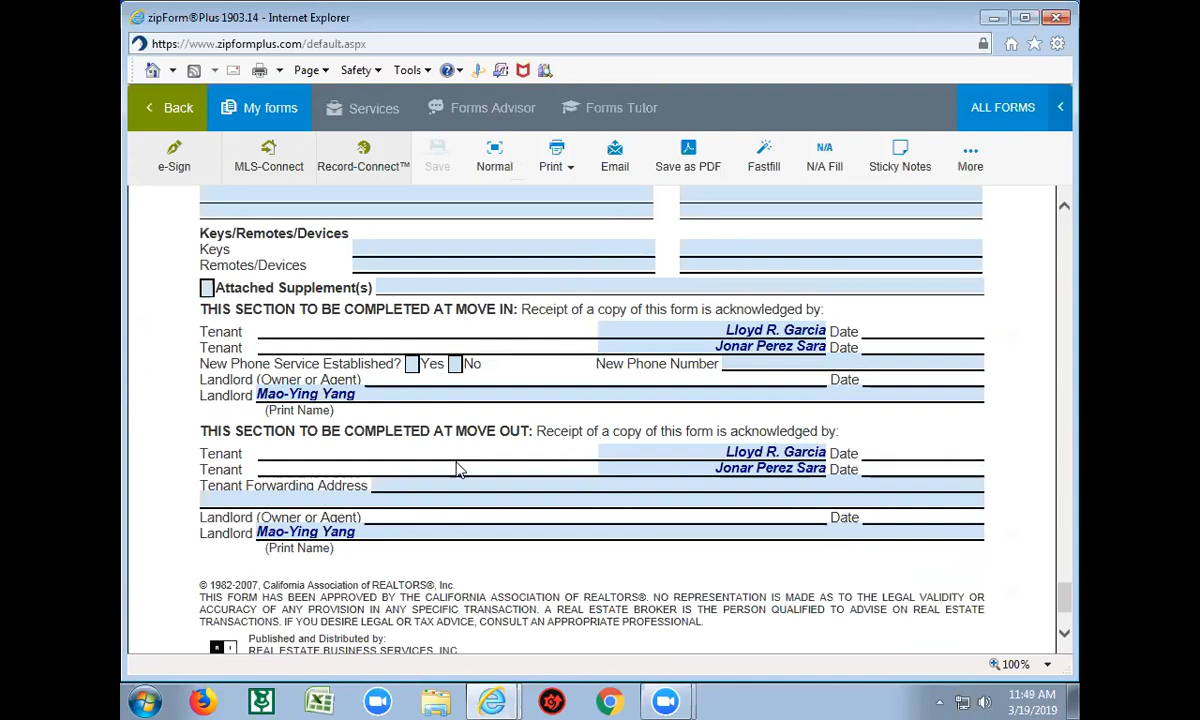 zipForm®Plus 1903.14 - Internet Explorer
https://www.zipformplus.com/default.aspx
Page Safety Tools
Back My forms Services Forms Advisor Forms Tutor ALL FORMS
e-Sign MLS-Connect Record-Connect™ Save Normal Print Email Save as PDF N/A Fastfill N/A Fill Sticky Notes More
Keys/Remotes/Devices
Keys
Remotes/Devices
Attached Supplement(s)
THIS SECTION TO BE COMPLETED AT MOVE IN: Receipt of a copy of this form is acknowledged by:
Tenant Lloyd R. Garcia Date
Tenant Jonar Perez Sara Date
New Phone Service Established? Yes No New Phone Number
Landlord (Owner or Agent) Date
Landlord Mao-Ying Yang
(Print Name)
THIS SECTION TO BE COMPLETED AT MOVE OUT: Receipt of a copy of this form is acknowledged by:
Tenant Lloyd R. Garcia Date
Tenant Jonar Perez Sara Date
Tenant Forwarding Address
Landlord (Owner or Agent) Date
Landlord Mao-Ying Yang
(Print Name)
© 1982-2007, California Association of REALTORS®, Inc.
THIS FORM HAS BEEN APPROVED BY THE CALIFORNIA ASSOCIATION OF REALTORS®. NO REPRESENTATION IS MADE AS TO THE LEGAL VALIDITY OR
ACCURACY OF ANY PROVISION IN ANY SPECIFIC TRANSACTION. A REAL ESTATE BROKER IS THE PERSON QUALIFIED TO ADVISE ON REAL ESTATE
TRANSACTIONS. IF YOU DESIRE LEGAL OR TAX ADVICE, CONSULT AN APPROPRIATE PROFESSIONAL.
Published and Distributed by:
REAL ESTATE BUSINESS SERVICES, INC.
100%
11:49 AM
3/19/2019